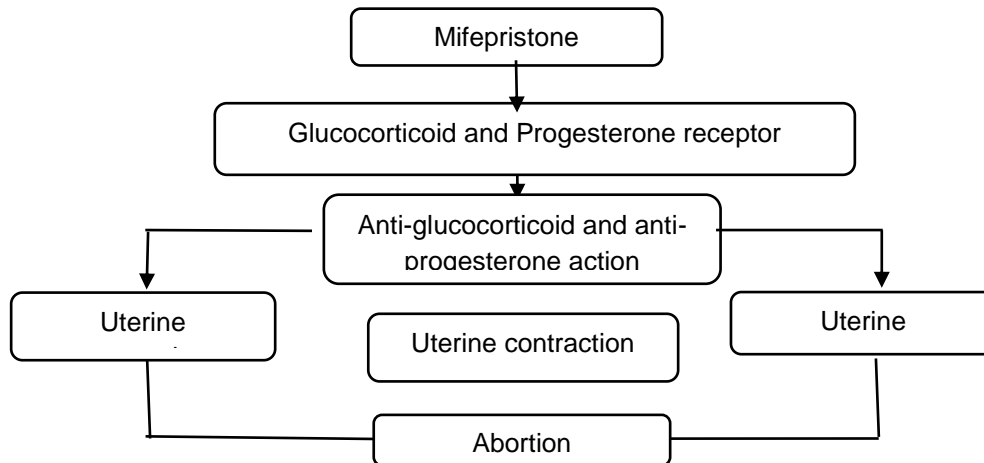 Mifepristone
Glucocorticoid and Progesterone receptor
Anti-glucocorticoid and anti-
progesterone action
Uterine
Uterine contraction
Uterine
Abortion